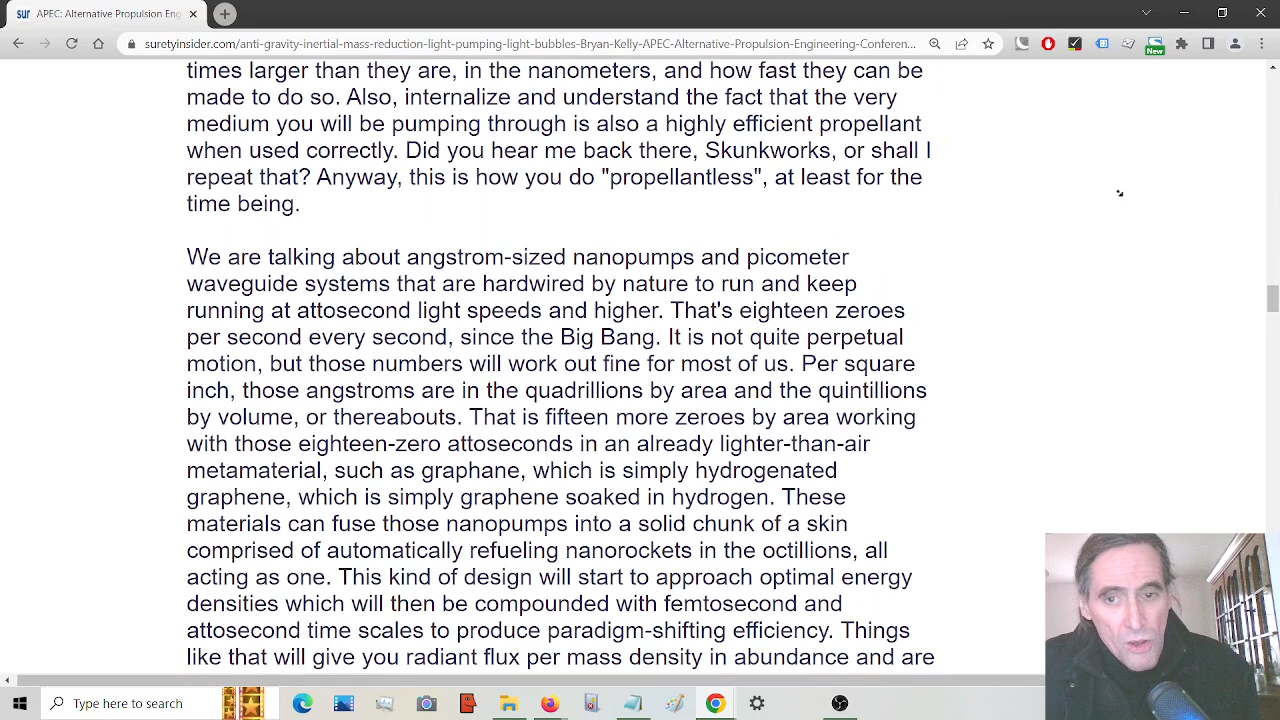 sur APEC: Alternative Propulsion Eng
suretyinsider.com/anti-gravity-inertial-mass-reduction-light-pumping-light-bubbles-Bryan-Kelly-APEC-Alternative-Propulsion-Engineering-Conferen...
New
times larger than they are, in the nanometers, and how fast they can be
made to do so. Also, internalize and understand the fact that the very
medium you will be pumping through is also a highly efficient propellant
when used correctly. Did you hear me back there, Skunkworks, or shall I
repeat that? Anyway, this is how you do "propellantless", at least for the
time being.
We are talking about angstrom-sized nanopumps and picometer
waveguide systems that are hardwired by nature to run and keep
running at attosecond light speeds and higher. That's eighteen zeroes
per second every second, since the Big Bang. It is not quite perpetual
motion, but those numbers will work out fine for most of us. Per square
inch, those angstroms are in the quadrillions by area and the quintillions
by volume, or thereabouts. That is fifteen more zeroes by area working
with those eighteen-zero attoseconds in an already lighter-than-air
metamaterial, such as graphane, which is simply hydrogenated
graphene, which is simply graphene soaked in hydrogen. These
materials can fuse those nanopumps into a solid chunk of a skin
comprised of automatically refueling nanorockets in the octillions, all
acting as one. This kind of design will start to approach optimal energy
densities which will then be compounded with femtosecond and
attosecond time scales to produce paradigm-shifting efficiency. Things
like that will give you radiant flux per mass density in abundance and are
Type here to search